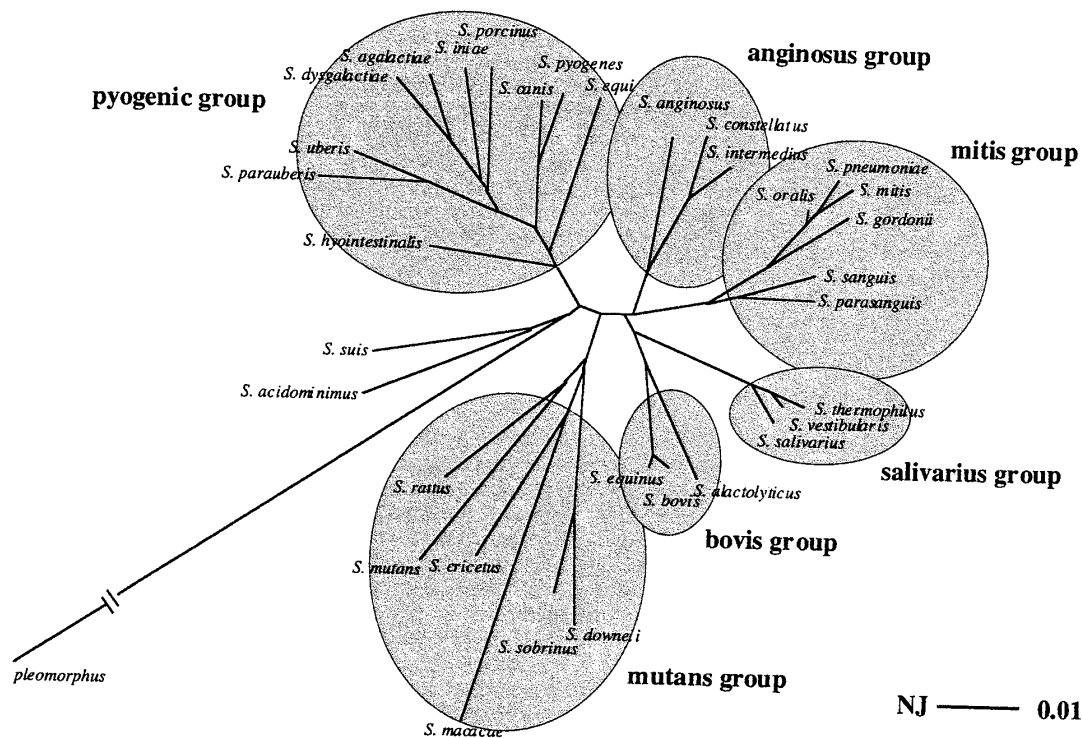 S. porcinus
S. iniae
S. agalactiae
S. dysgalactiae
S. pyogenes
S. canis
S. equi
pyogenic group
S. uberis
S. parauberis
S. hyointestinalis
anginosus group
S. anginosus
S. constellatus
S. intermedius
mitis group
S. pneumoniae
S. oralis
S. mitis
S. gordonii
S. sanguis
S. parasanguis
S. suis
S. acidominimus
S. thermophilus
S. vestibularis
S. salivarius
salivarius group
S. equinus
S. bovis
S. alactolyticus
bovis group
S. rattus
S. mutans
S. cricetus
S. sobrinus
S. downei
mutans group
S. macacae
pleomorphus
NJ
0.01